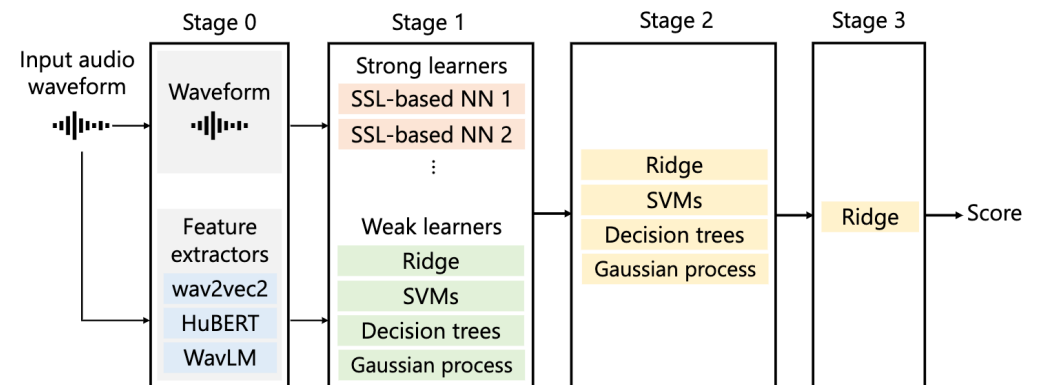 Stage 0
Stage 1
Stage 2
Stage 3
Input audio
waveform
Waveform
Feature
extractors
wav2vec2
HuBERT
WavLM
Strong learners
SSL-based NN 1
SSL-based NN 2
⋮
Weak learners
Ridge
SVMs
Decision trees
Gaussian process
Ridge
SVMs
Decision trees
Gaussian process
Ridge
Score